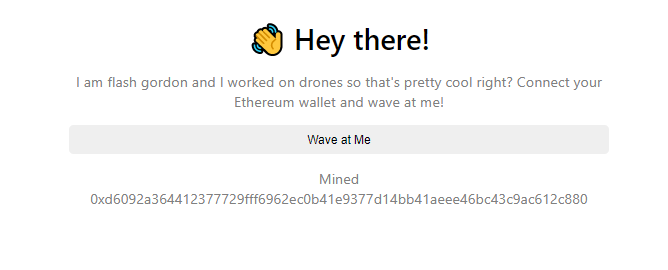 👋 Hey there!
I am flash gordon and I worked on drones so that's pretty cool right? Connect your
Ethereum wallet and wave at me!
Wave at Me
Mined
0xd6092a364412377729fff6962ec0b41e9377d14bb41aeee46bc43c9ac612c880